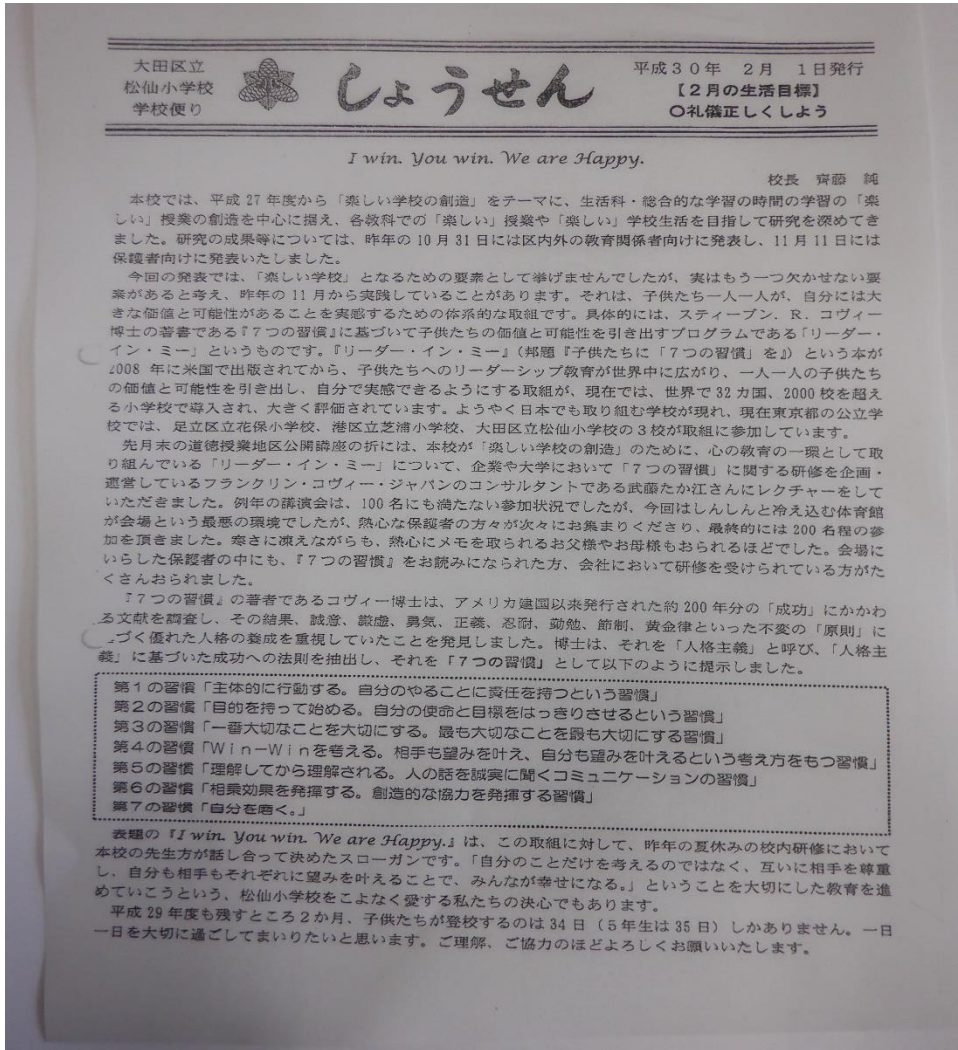 大田区立
松仙小学校
学校便り
しょうせん
平成30年 2月 1日発行
【2月の生活目標】
○礼儀正しくしよう
I win. You win. We are Happy.
校長 齊藤 純
本校では、平成27年度から「楽しい学校の創造」をテーマに、生活科・総合的な学習の時間の学習の「楽
しい」授業の創造を中心に据え、各教科での「楽しい」授業や「楽しい」学校生活を目指して研究を深めてき
ました。研究の成果等については、昨年の10月31日には区内外の教育関係者向けに発表し、11月11日には
保護者向けに発表いたしました。
今回の発表では、「楽しい学校」となるための要素として挙げませんでしたが、実はもう一つ欠かせない要
素があると考え、昨年の11月から実践していることがあります。それは、子供たち一人一人が、自分には大
きな価値と可能性があることを実感するための体系的な取組です。具体的には、スティーブン．R．コヴィー
博士の著書である『7つの習慣』に基づいて子供たちの価値と可能性を引き出すプログラムである「リーダー・
イン・ミー」というものです。『リーダー・イン・ミー』（邦題『子供たちに「7つの習慣」を』）という本が
2008年に米国で出版されてから、子供たちへのリーダーシップ教育が世界中に広がり、一人一人の子供たち
の価値と可能性を引き出し、自分で実感できるようにする取組が、現在では、世界で32カ国、2000校を超え
る小学校で導入され、大きく評価されています。ようやく日本でも取り組む学校が現れ、現在東京都の公立学
校では、足立区立花保小学校、港区立芝浦小学校、大田区立松仙小学校の3校が取組に参加しています。
先月末の道徳授業地区公開講座の折には、本校が「楽しい学校の創造」のために、心の教育の一環として取
り組んでいる「リーダー・イン・ミー」について、企業や大学において「7つの習慣」に関する研修を企画・
運営しているフランクリン・コヴィー・ジャパンのコンサルタントである武藤たか江さんにレクチャーをして
いただきました。例年の講演会は、100名にも満たない参加状況でしたが、今回はしんしんと冷え込む体育館
が会場という最悪の環境でしたが、熱心な保護者の方々が次々にお集まりくださり、最終的には200名程の参
加を頂きました。寒さに凍えながらも、熱心にメモを取られるお父様やお母様もおられるほどでした。会場に
いらした保護者の中にも、『7つの習慣』をお読みになられた方、会社において研修を受けられている方がた
くさんおられました。
『7つの習慣』の著者であるコヴィー博士は、アメリカ建国以来発行された約200年分の「成功」にかかわ
る文献を調査し、その結果、誠意、謙虚、勇気、正義、忍耐、勤勉、節制、黄金律といった不変の「原則」に
づく優れた人格の養成を重視していたことを発見しました。博士は、それを「人格主義」と呼び、「人格主
義」に基づいた成功への法則を抽出し、それを「7つの習慣」として以下のように提示しました。
第1の習慣「主体的に行動する。自分のやることに責任を持つという習慣」
第2の習慣「目的を持って始める。自分の使命と目標をはっきりさせるという習慣」
第3の習慣「一番大切なことを大切にする。最も大切なことを最も大切にする習慣」
第4の習慣「Win－Winを考える。相手も望みを叶え、自分も望みを叶えるという考え方をもつ習慣」
第5の習慣「理解してから理解される。人の話を誠実に聞くコミュニケーションの習慣」
第6の習慣「相乗効果を発揮する。創造的な協力を発揮する習慣」
第7の習慣「自分を磨く。」
表題の『I win. You win. We are Happy.』は、この取組に対して、昨年の夏休みの校内研修において
本校の先生方が話し合って決めたスローガンです。「自分のことだけを考えるのではなく、互いに相手を尊重
し、自分も相手もそれぞれに望みを叶えることで、みんなが幸せになる。」ということを大切にした教育を進
めていこうという、松仙小学校をこよなく愛する私たちの決心でもあります。
平成29年度も残すところ2か月、子供たちが登校するのは34日（5年生は35日）しかありません。一日
一日を大切に過ごしてまいりたいと思います。ご理解、ご協力のほどよろしくお願いいたします。